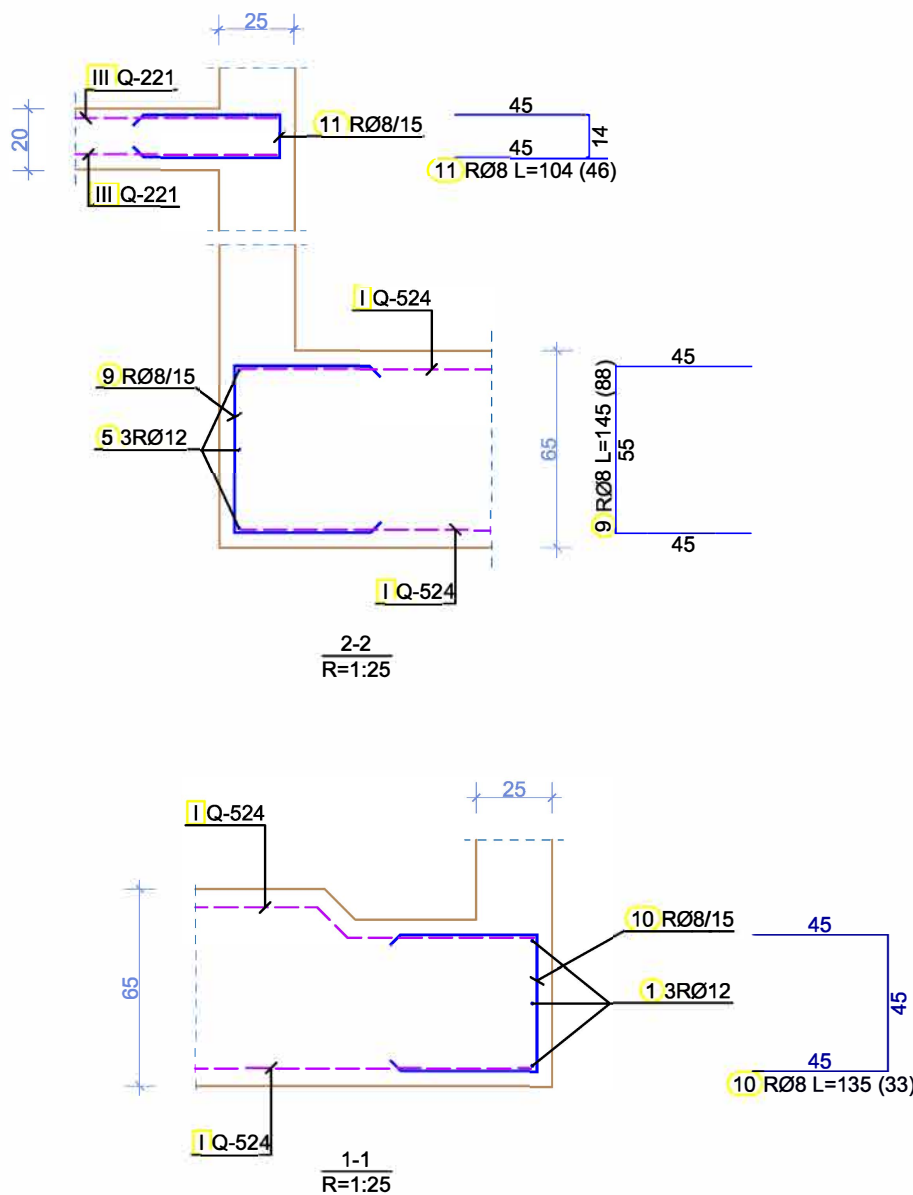 25
III Q-221
20
11 RØ8/15
45
14
45
11 RØ8 L=104 (46)
III Q-221
I Q-524
9 RØ8/15
5 3RØ12
65
45
9 RØ8 L=145 (88)
55
45
I Q-524
2-2
R=1:25
25
I Q-524
10 RØ8/15
45
65
1 3RØ12
45
45
10 RØ8 L=135 (33)
I Q-524
1-1
R=1:25